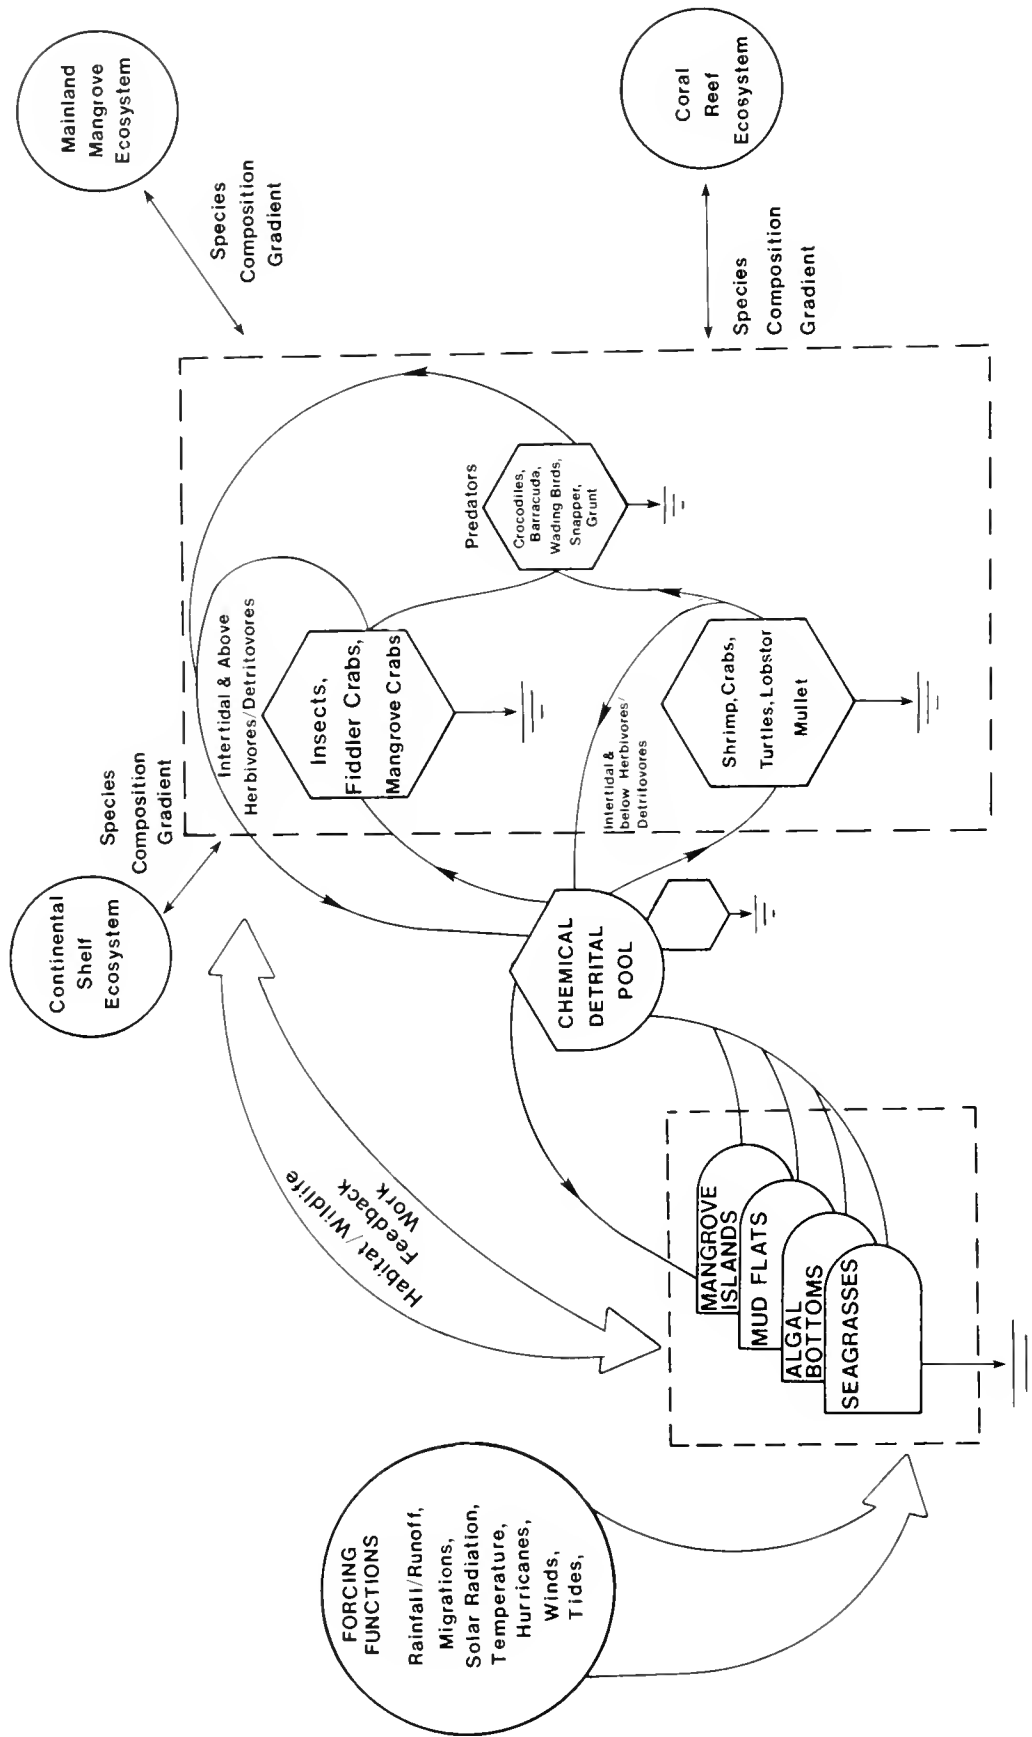 FORCING
FUNCTIONS
Rainfall/Runoff,
Migrations,
Solar Radiation,
Temperature,
Hurricanes,
Winds,
Tides,
Continental
Shelf
Ecosystem
Species
Composition
Gradient
Mainland
Mangrove
Ecosystem
Species
Composition
Gradient
Coral
Reef
Ecosystem
Species
Composition
Gradient
Habitat/Wildlife
Feedback
Work
MANGROVE
ISLANDS
MUD FLATS
ALGAL
BOTTOMS
SEAGRASSES
CHEMICAL
DETRITAL
POOL
Intertidal & Above
Herbivores/Detritovores
Insects,
Fiddler Crabs,
Mangrove Crabs
Intertidal &
below Herbivores/
Detritovores
Shrimp, Crabs,
Turtles, Lobstor
Mullet
Predators
Crocodiles,
Barracuda,
Wading Birds,
Snapper,
Grunt